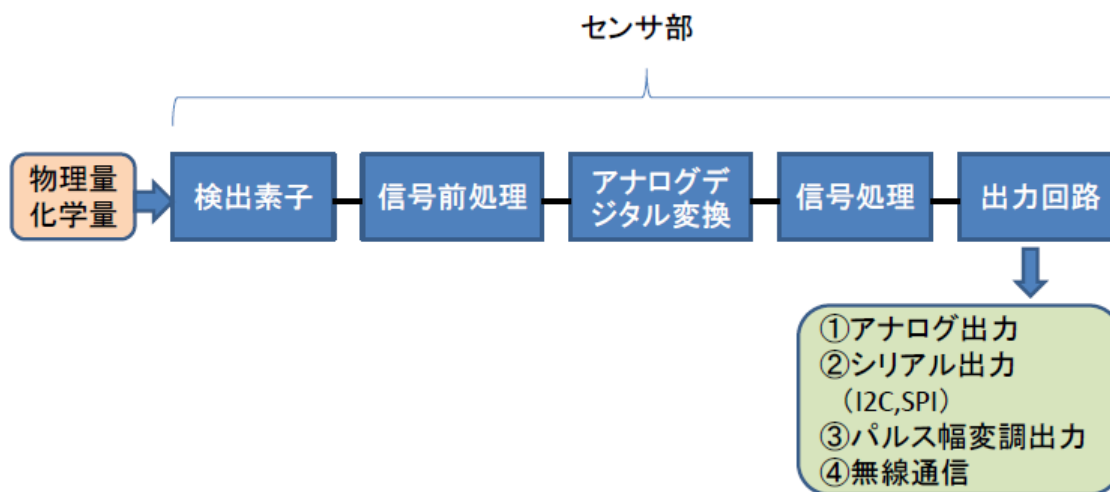 センサ部
物理量
化学量
検出素子
信号前処理
アナログデ
ジタル変換
信号処理
出力回路
①アナログ出力
②シリアル出力
（I2C,SPI）
③パルス幅変調出力
④無線通信